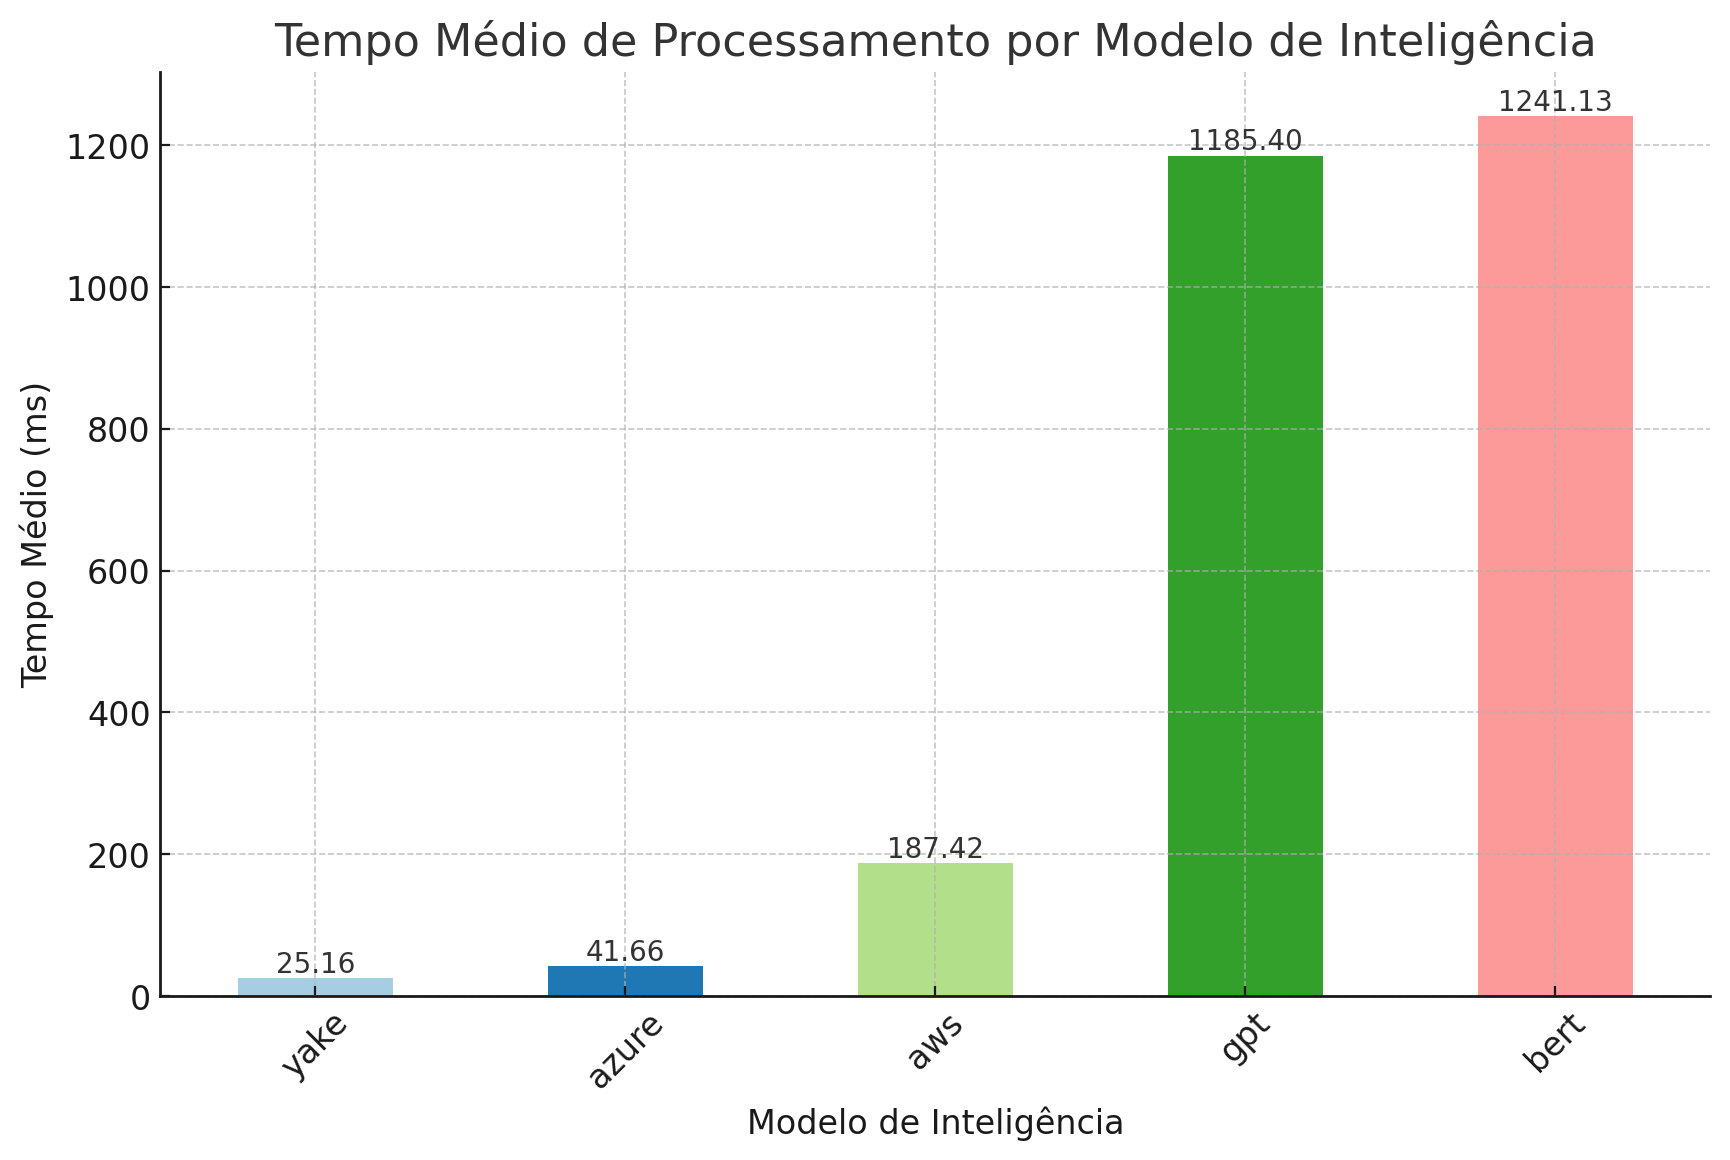 Tempo Médio de Processamento por Modelo de Inteligência
Tempo Médio (ms)
1200
1000
800
600
400
200
0
25.16
41.66
187.42
1185.40
1241.13
yake
azure
aws
gpt
bert
Modelo de Inteligência